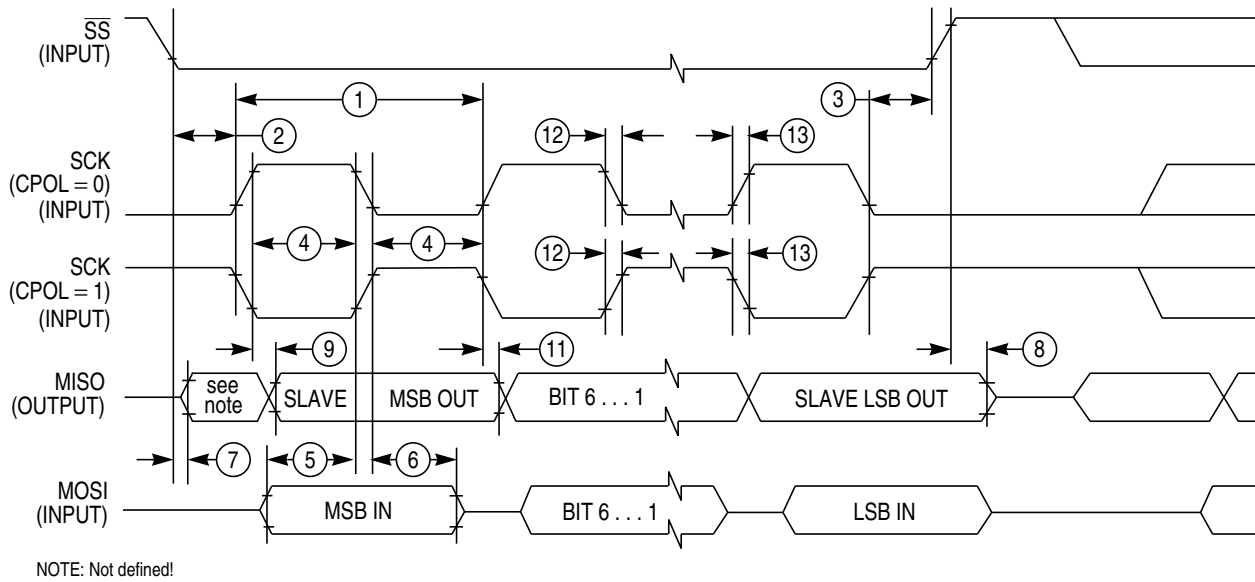 SS
(INPUT)
1
3
2
12
13
SCK
(CPOL = 0)
(INPUT)
4
4
12
13
SCK
(CPOL = 1)
(INPUT)
9
11
8
MISO
(OUTPUT)
see
note
SLAVE
MSB OUT
BIT 6 . . . 1
SLAVE LSB OUT
7
5
6
MOSI
(INPUT)
MSB IN
BIT 6 . . . 1
LSB IN
NOTE: Not defined!